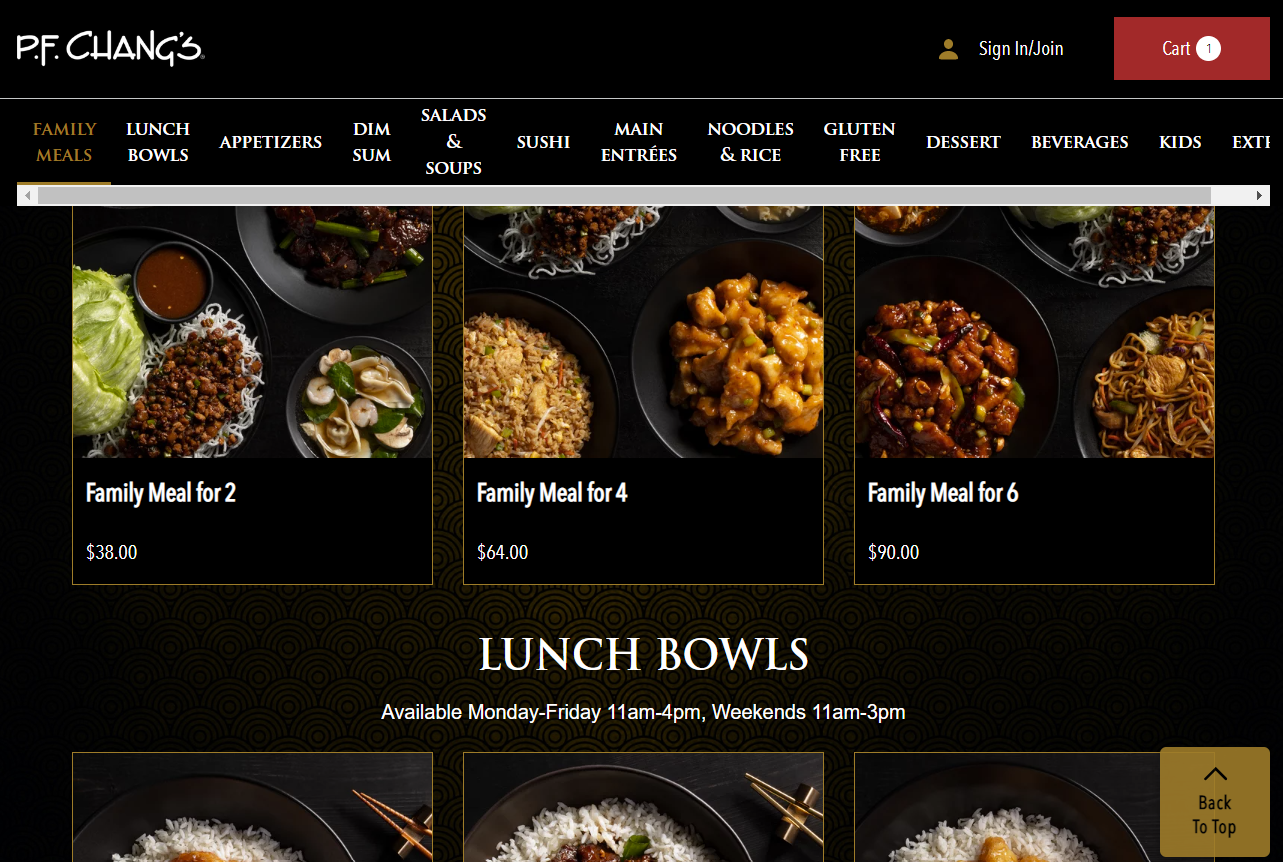 P.F. CHANG'S
Sign In/Join
Cart 1
FAMILY
MEALS
LUNCH
BOWLS
APPETIZERS
DIM
SUM
SALADS
&
SOUPS
SUSHI
MAIN
ENTRÉES
NOODLES
& RICE
GLUTEN
FREE
DESSERT
BEVERAGES
KIDS
Family Meal for 2
$38.00
Family Meal for 4
$64.00
Family Meal for 6
$90.00
LUNCH BOWLS
Available Monday-Friday 11am-4pm, Weekends 11am-3pm
Back
To Top